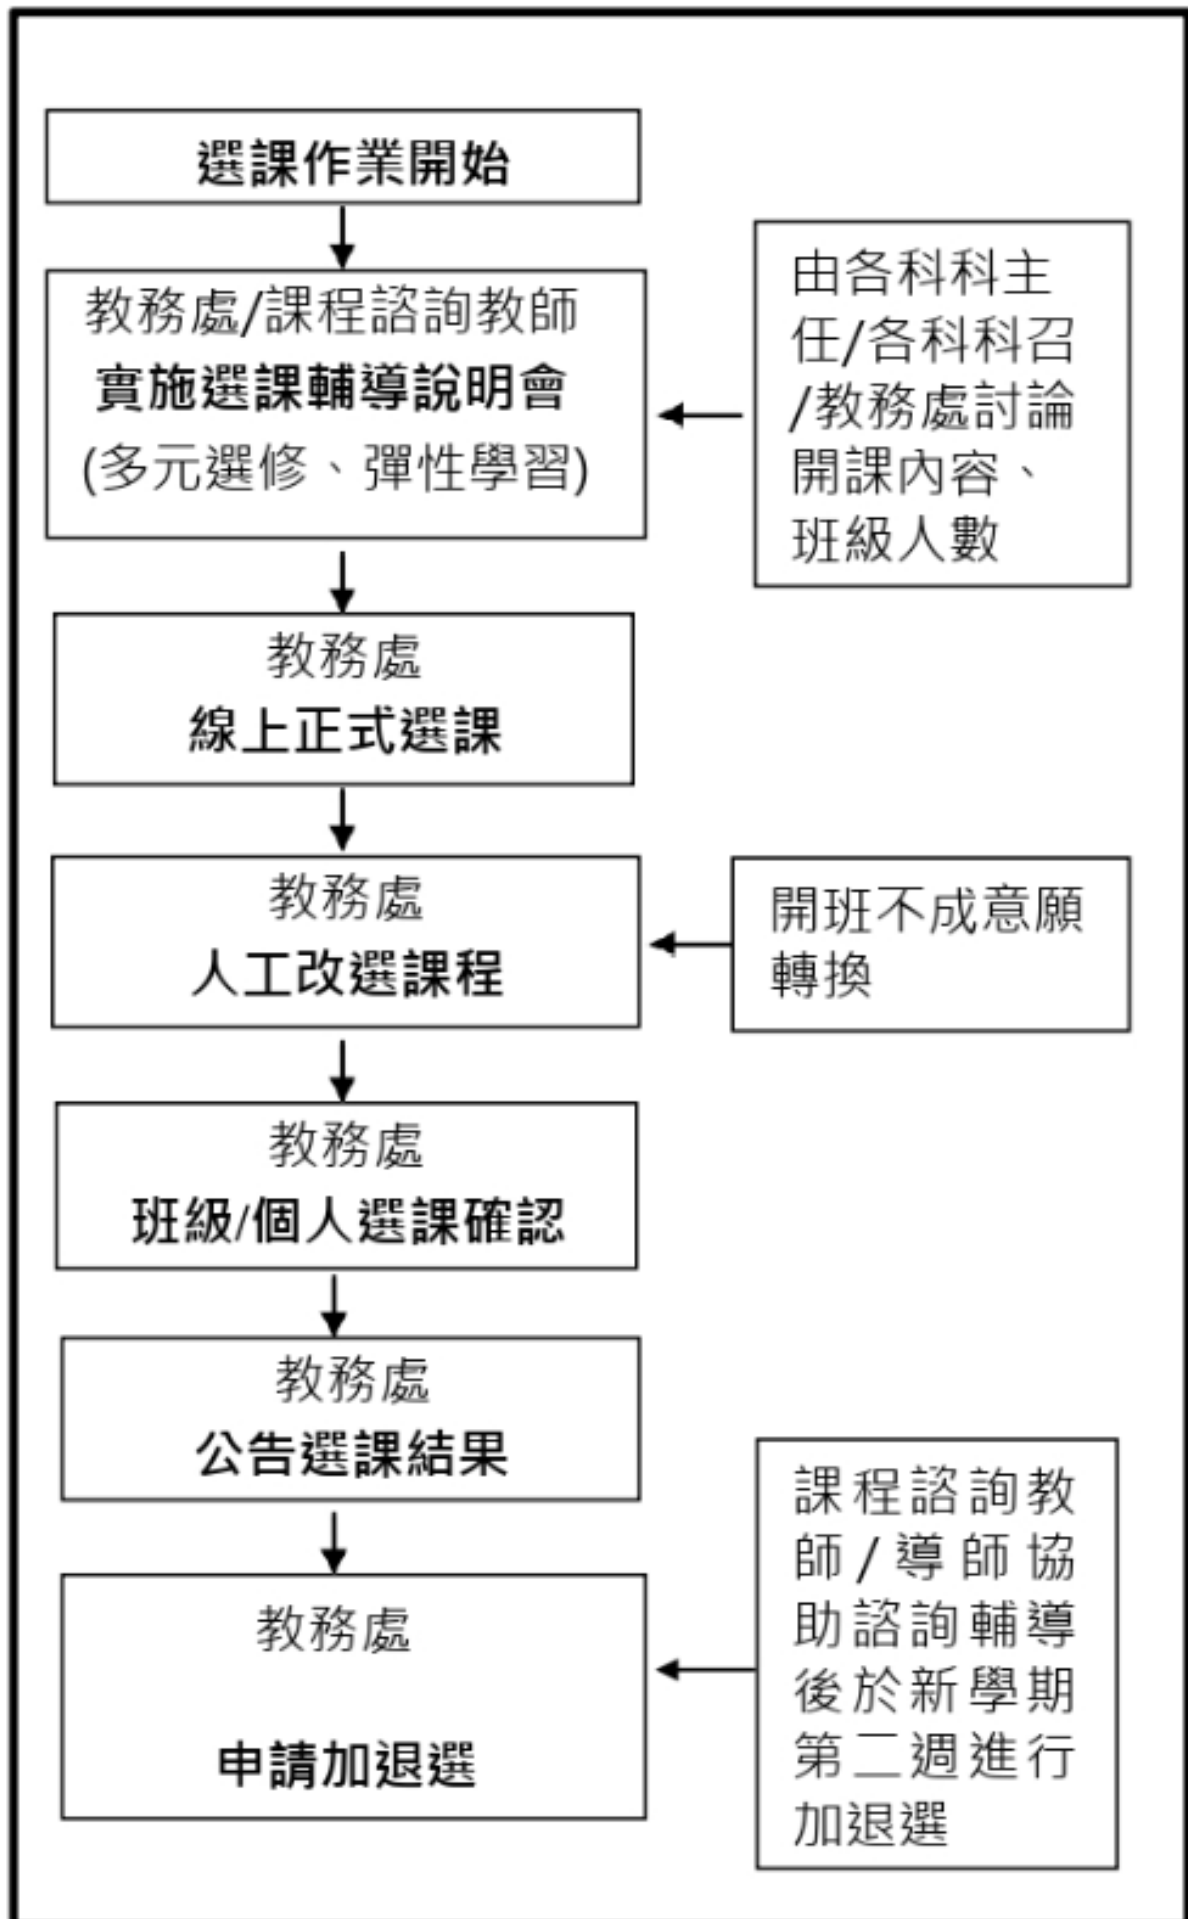 選課作業開始
教務處/課程諮詢教師
實施選課輔導說明會
(多元選修、彈性學習)
由各科科主
任/各科科召
/教務處討論
開課內容、
班級人數
教務處
線上正式選課
教務處
人工改選課程
開班不成意願
轉換
教務處
班級/個人選課確認
教務處
公告選課結果
教務處
申請加退選
課程諮詢教
師/導師協
助諮詢輔導
後於新學期
第二週進行
加退選